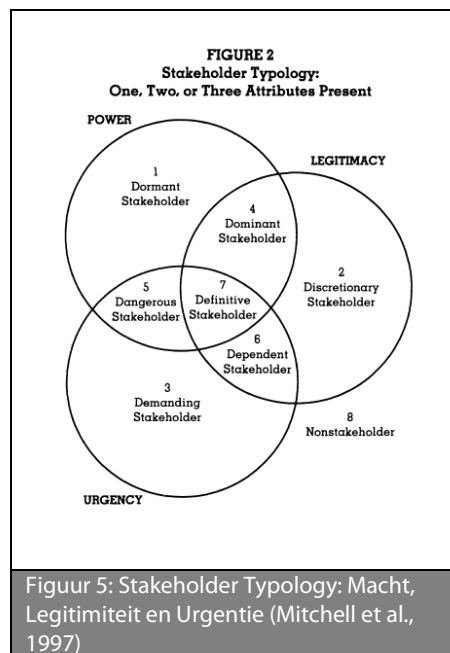 FIGURE 2
Stakeholder Typology:
One, Two, or Three Attributes Present
POWER
LEGITIMACY
1
Dormant
Stakeholder
4
Dominant
Stakeholder
2
Discretionary
Stakeholder
5
Dangerous
Stakeholder
7
Definitive
Stakeholder
6
Dependent
Stakeholder
3
Demanding
Stakeholder
8
Nonstakeholder
URGENCY
Figuur 5: Stakeholder Typology: Macht,
Legitimiteit en Urgentie (Mitchell et al.,
1997)